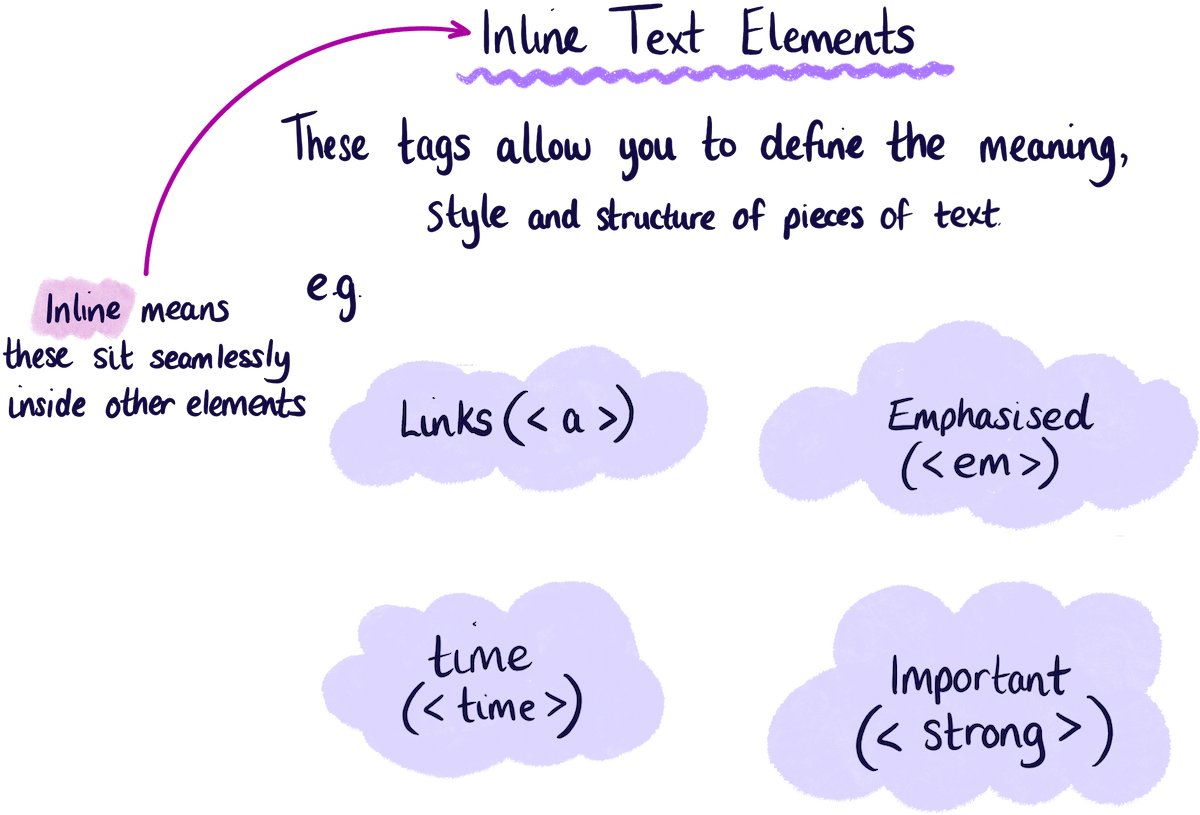 Inline Text Elements
These tags allow you to define the meaning,
style and structure of pieces of text.
Inline means
these sit seamlessly
inside other elements
e.g.
Links (< a >)
Emphasised
(< em >)
time
(< time >)
Important
(< strong >)